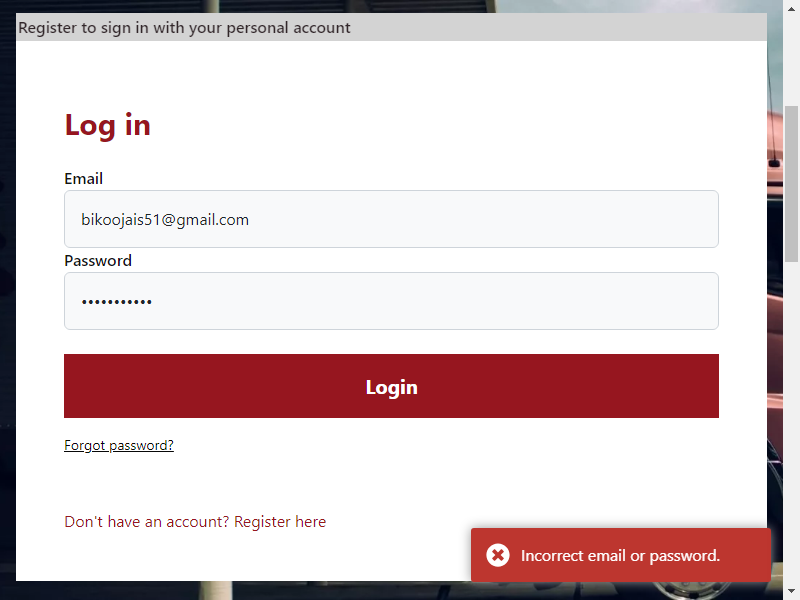 Register to sign in with your personal account
Log in
Email
bikoojais51@gmail.com
Password
•••••••••••
Login
Forgot password?
Don't have an account? Register here
Incorrect email or password.